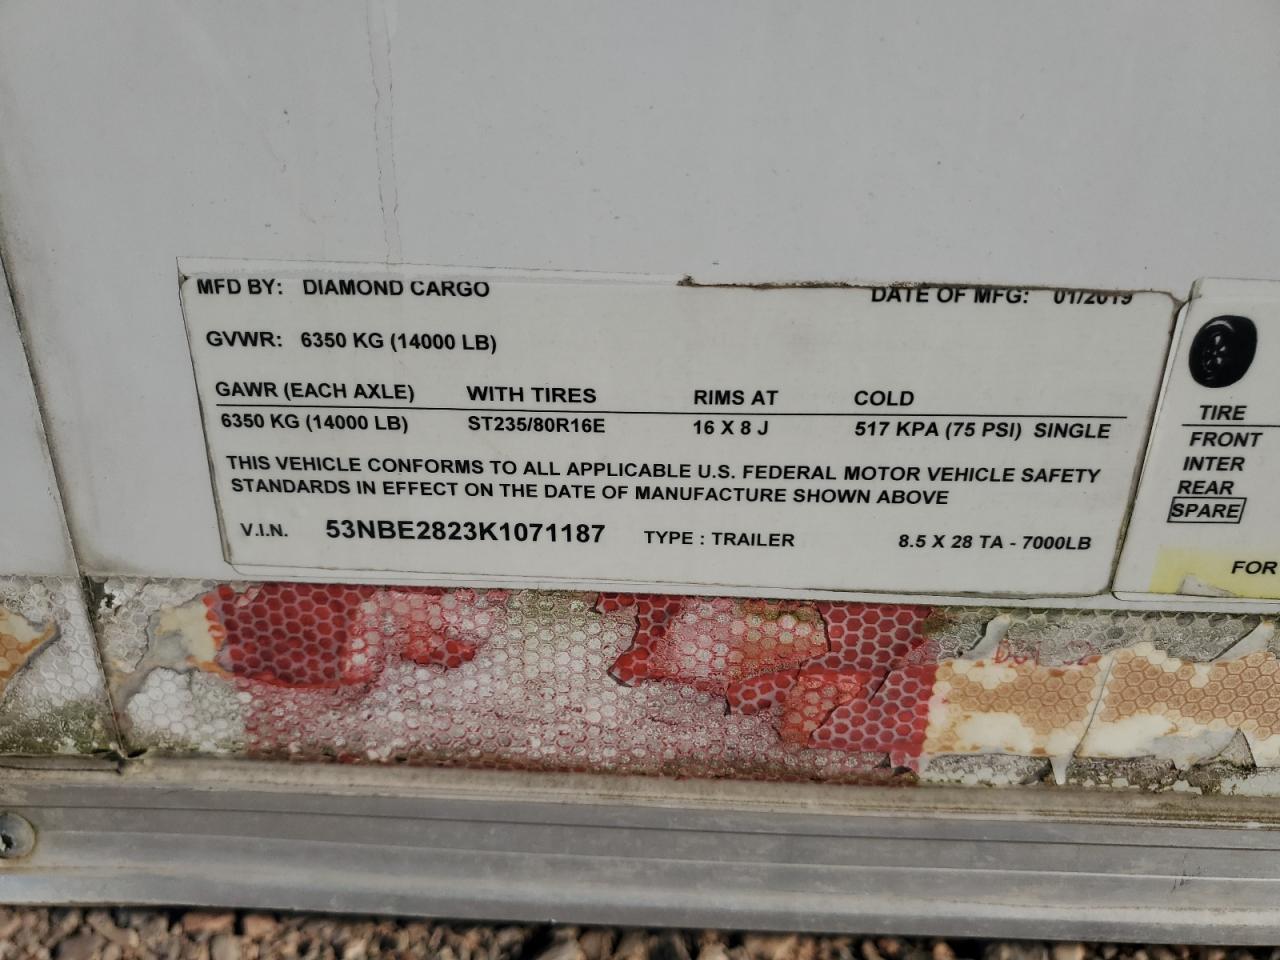 MFD BY: DIAMOND CARGO DATE OF MFG: 01/2019
GVWR: 6350 KG (14000 LB)
GAWR (EACH AXLE) WITH TIRES RIMS AT COLD
6350 KG (14000 LB) ST235/80R16E 16 X 8 J 517 KPA (75 PSI) SINGLE
THIS VEHICLE CONFORMS TO ALL APPLICABLE U.S. FEDERAL MOTOR VEHICLE SAFETY
STANDARDS IN EFFECT ON THE DATE OF MANUFACTURE SHOWN ABOVE
V.I.N. 53NBE2823K1071187 TYPE : TRAILER 8.5 X 28 TA - 7000LB
TIRE
FRONT
INTER
REAR
SPARE
FOR